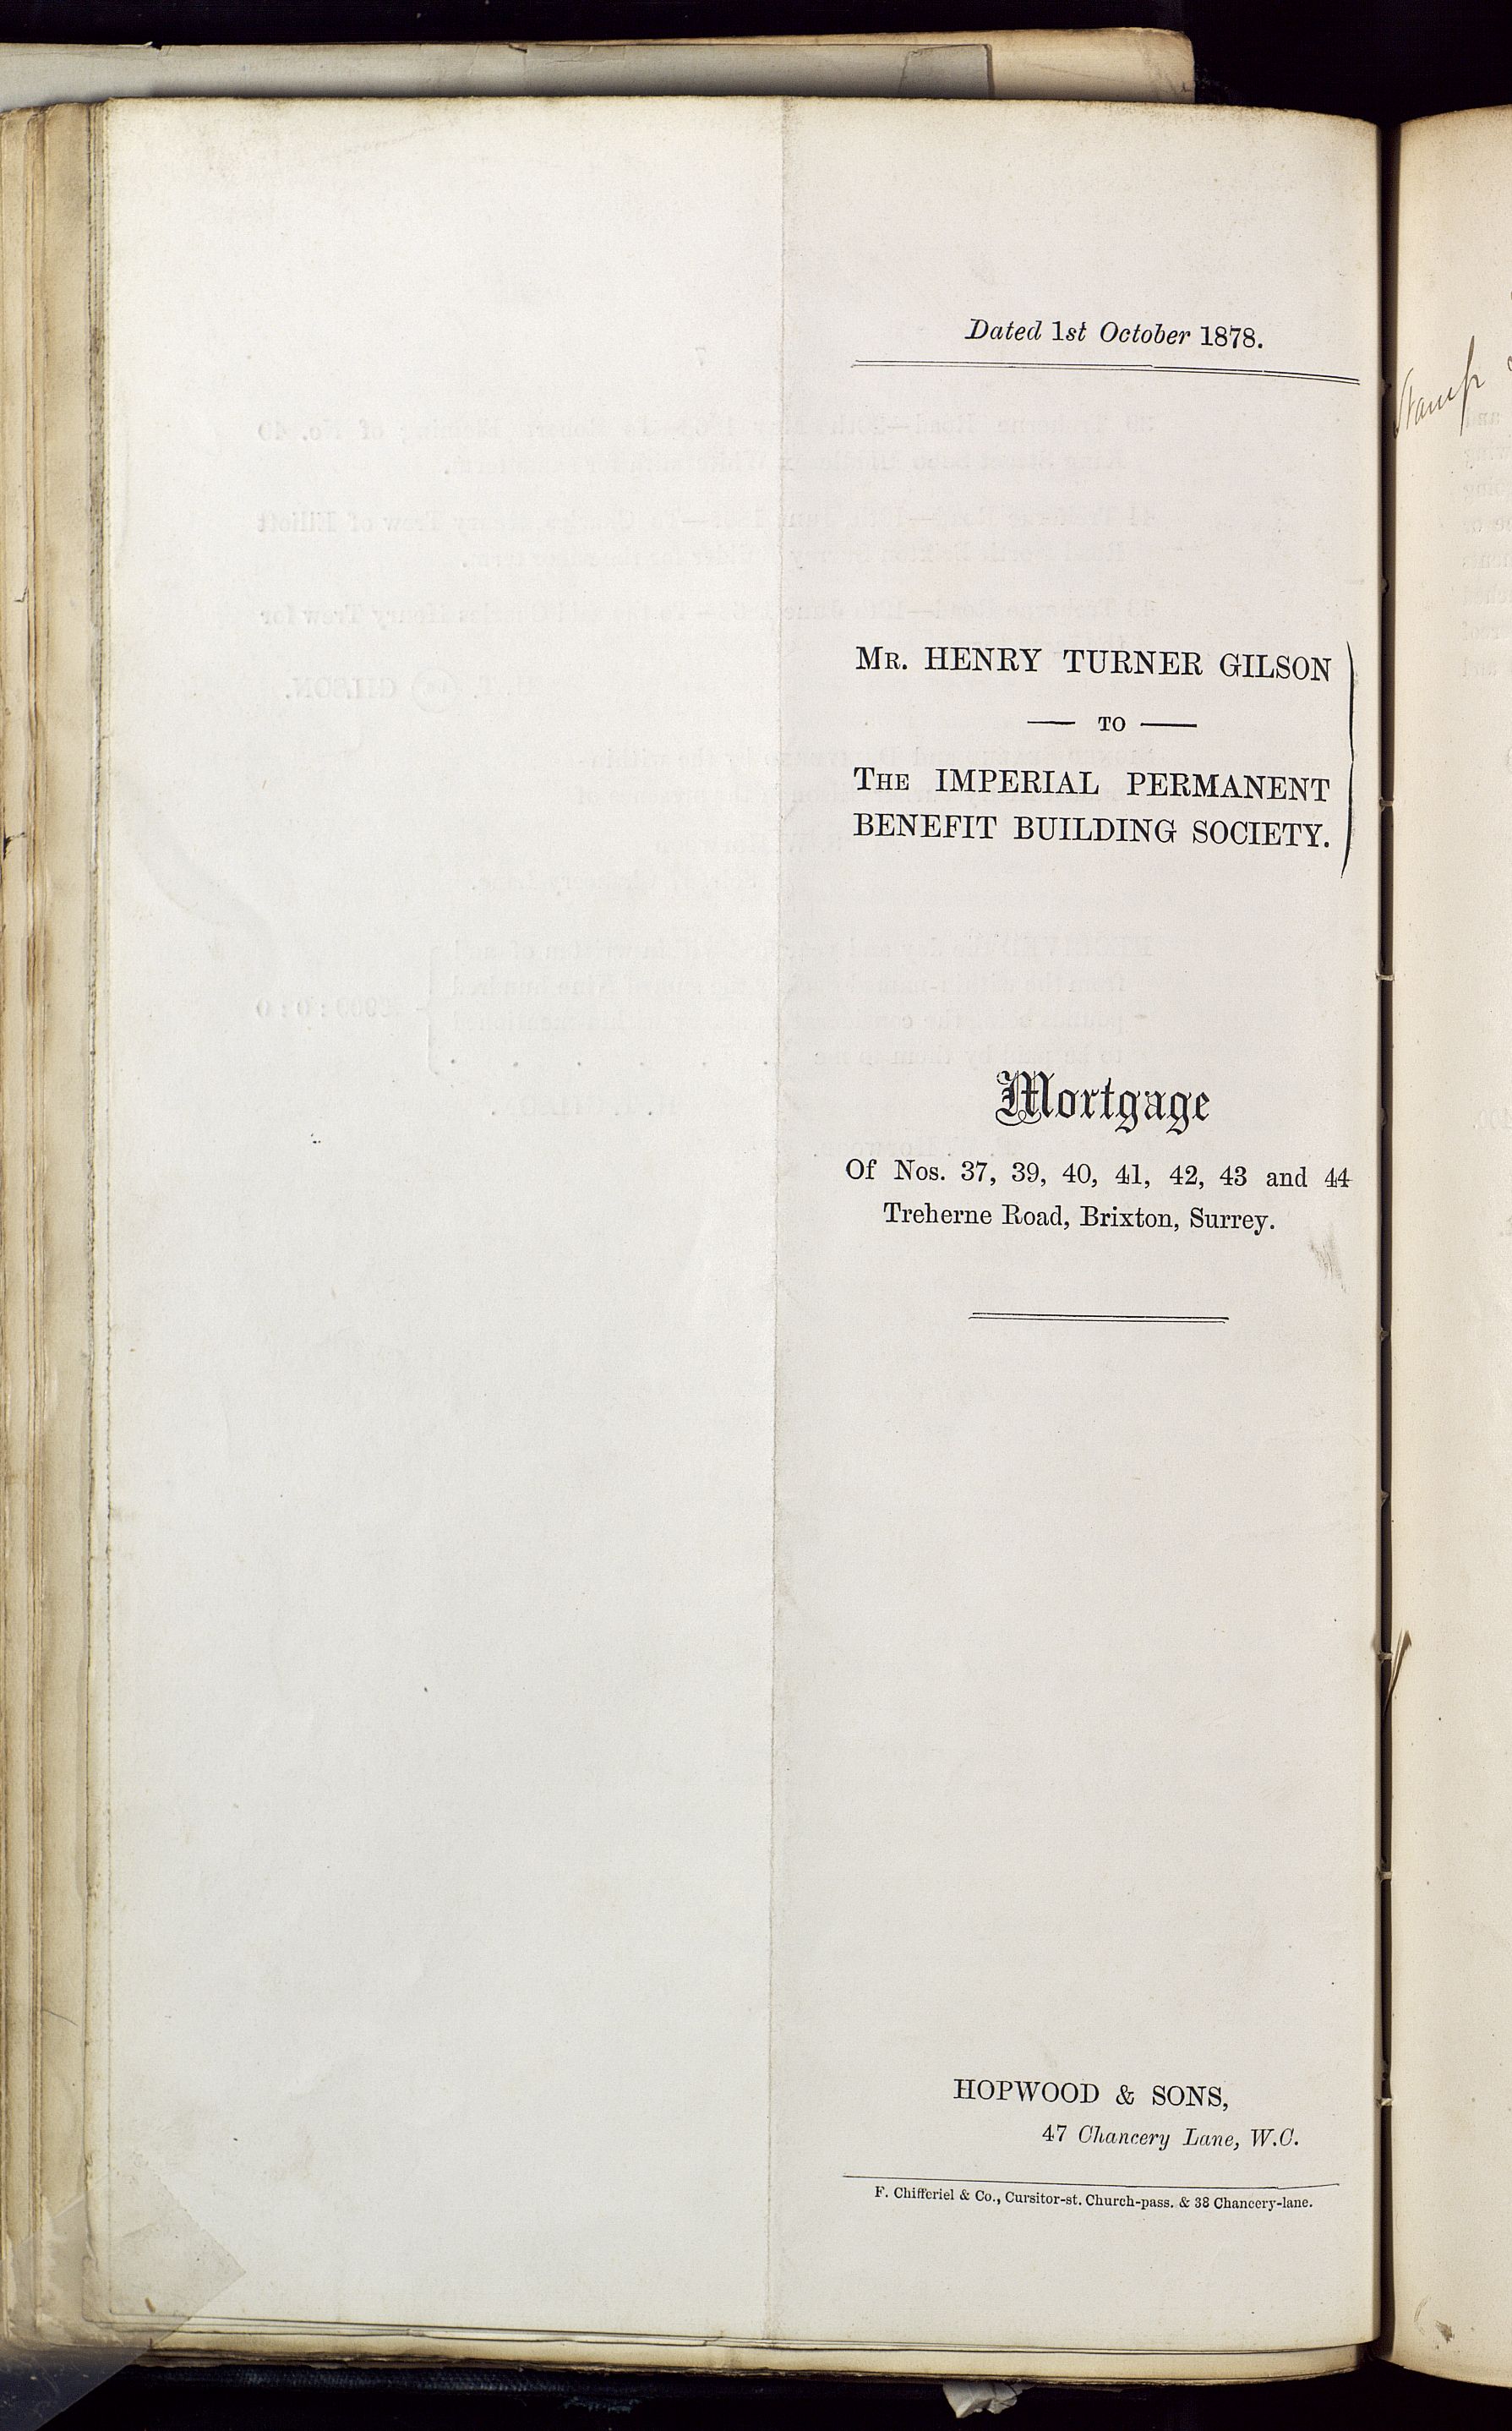 Dated 1st October 1878.
Mr. HENRY TURNER GILSON
— TO —
The IMPERIAL PERMANENT
BENEFIT BUILDING SOCIETY.
Mortgage
Of Nos. 37, 39, 40, 41, 42, 43 and 44
Treherne Road, Brixton, Surrey.
HOPWOOD & SONS,
47 Chancery Lane, W.C.
F. Chifferiel & Co., Cursitor-st. Church-pass. & 38 Chancery-lane.
Stamp